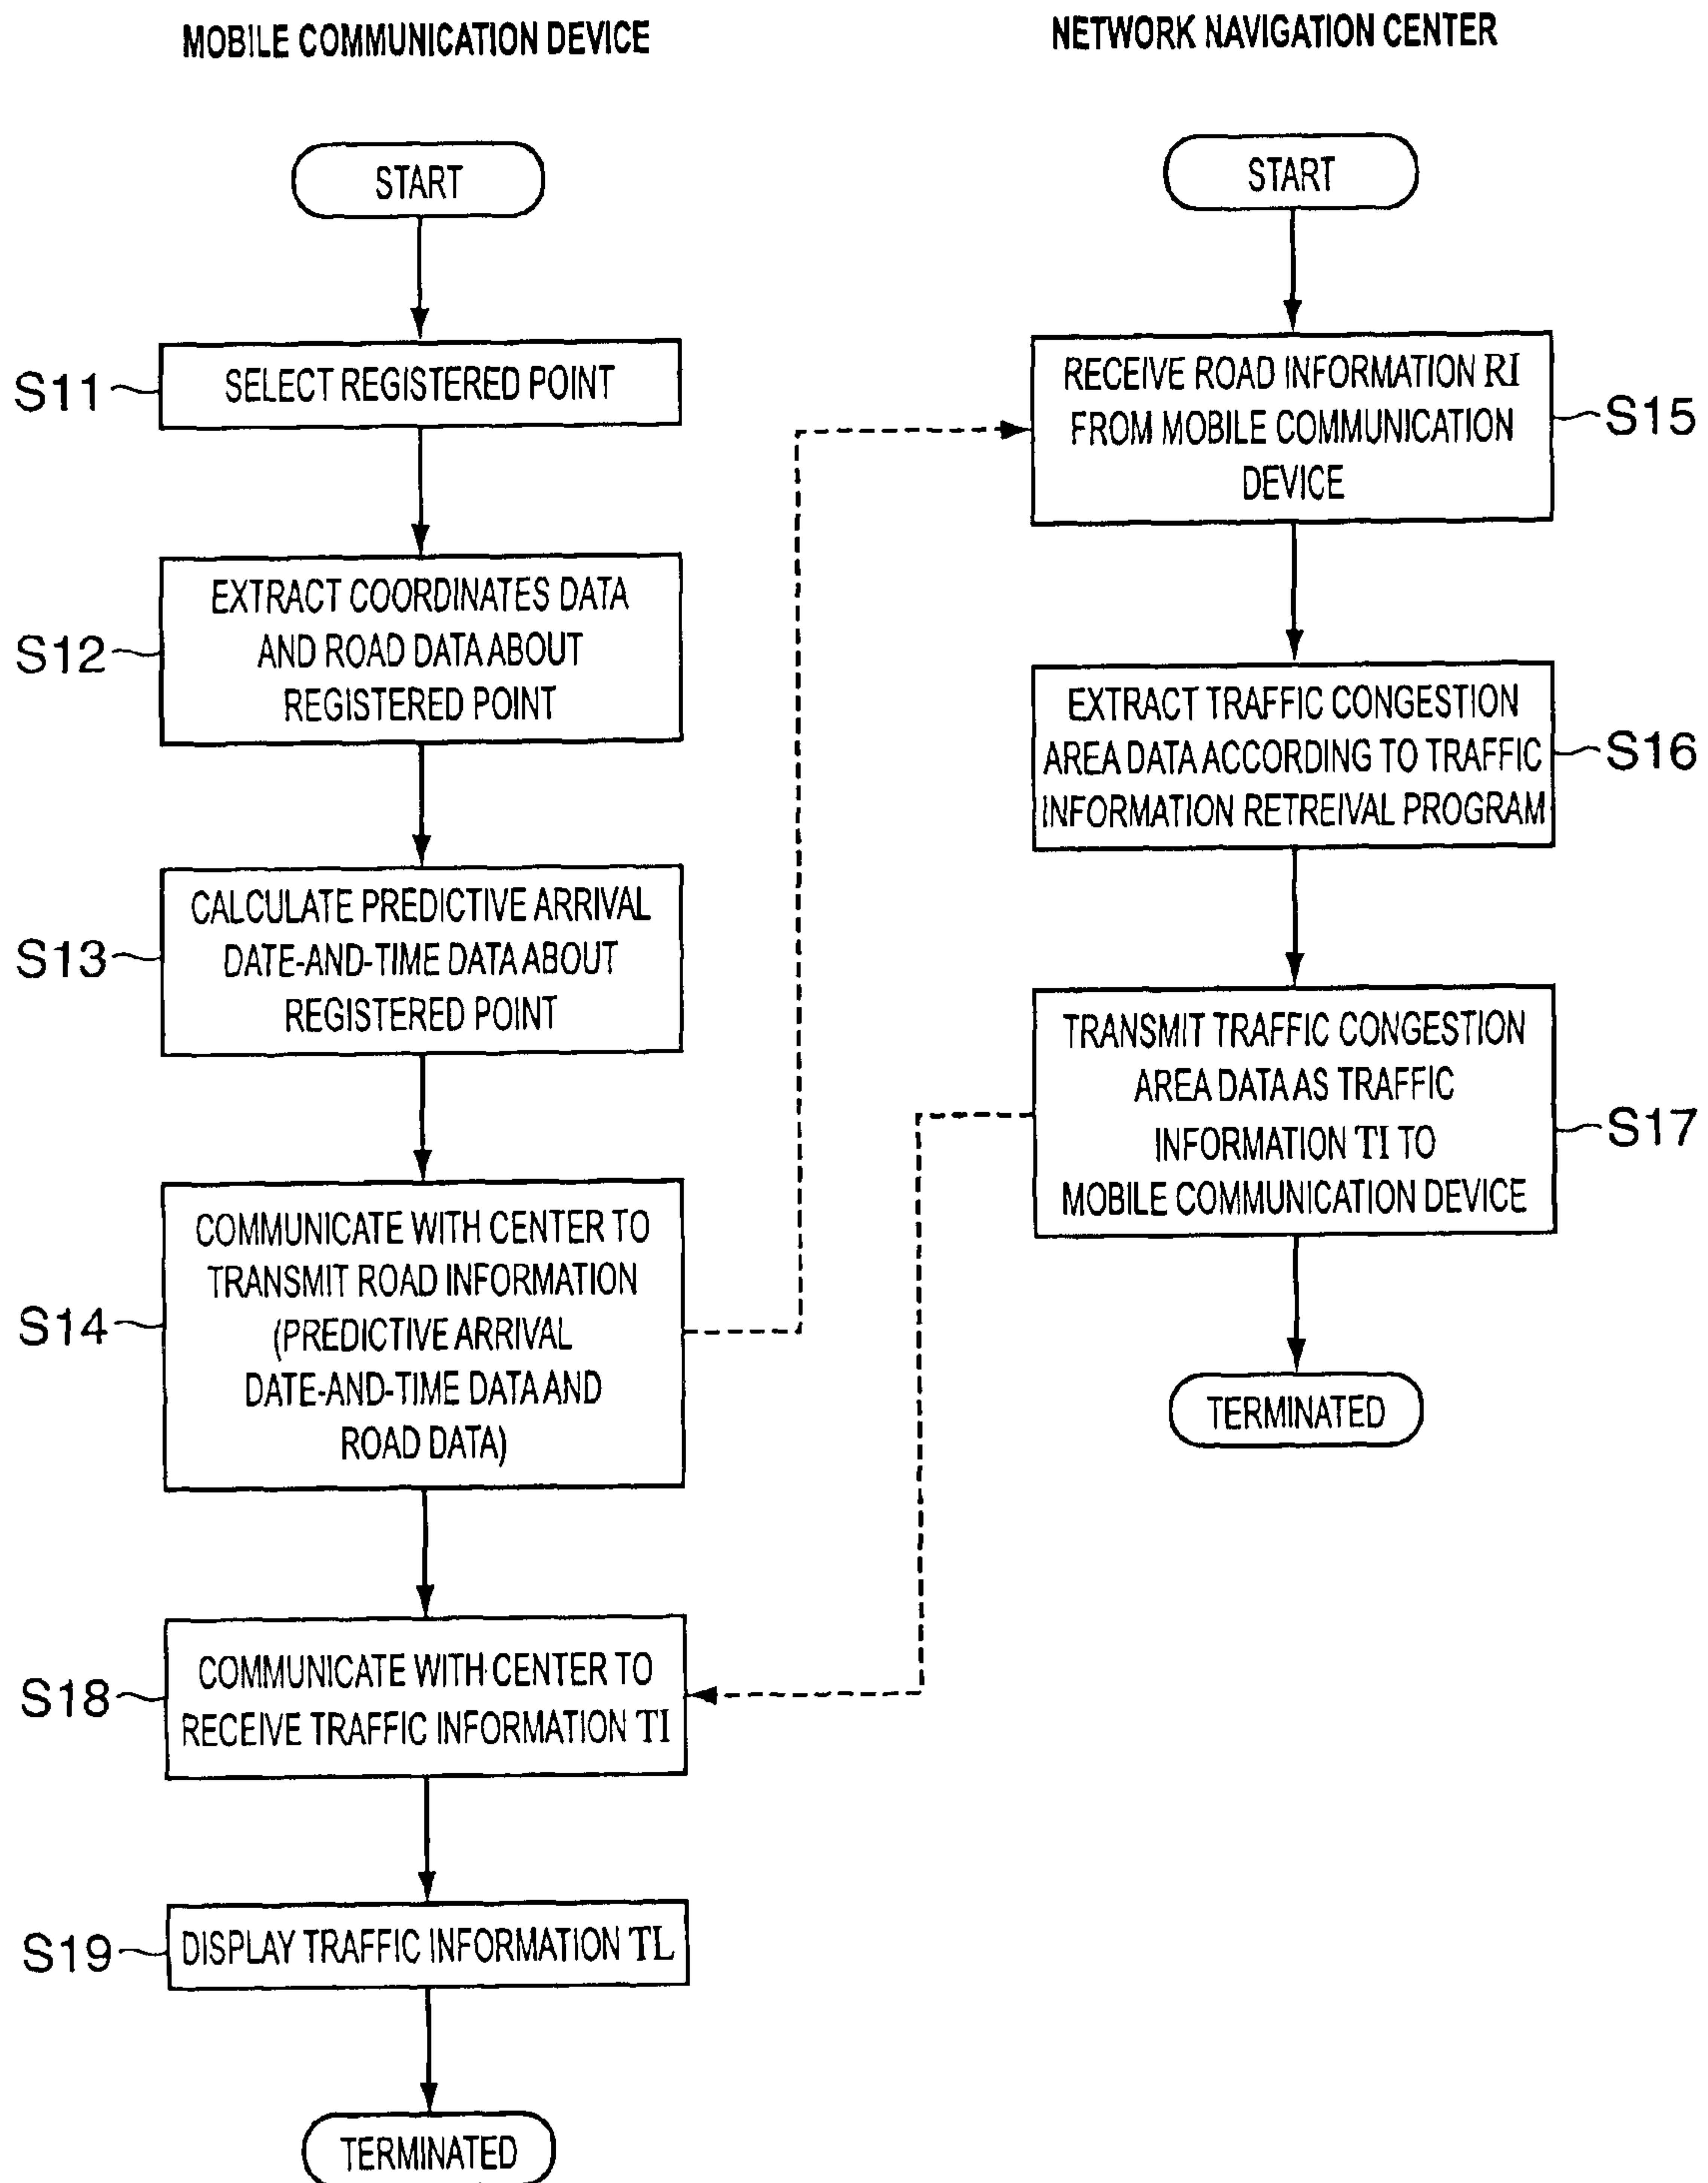 MOBILE COMMUNICATION DEVICE
START
S11
SELECT REGISTERED POINT
S12
EXTRACT COORDINATES DATA
AND ROAD DATA ABOUT
REGISTERED POINT
S13
CALCULATE PREDICTIVE ARRIVAL
DATE-AND-TIME DATA ABOUT
REGISTERED POINT
S14
COMMUNICATE WITH CENTER TO
TRANSMIT ROAD INFORMATION
(PREDICTIVE ARRIVAL
DATE-AND-TIME DATA AND
ROAD DATA)
S18
COMMUNICATE WITH CENTER TO
RECEIVE TRAFFIC INFORMATION TI
S19
DISPLAY TRAFFIC INFORMATION TL
TERMINATED
NETWORK NAVIGATION CENTER
START
RECEIVE ROAD INFORMATION RI
FROM MOBILE COMMUNICATION
DEVICE
S15
EXTRACT TRAFFIC CONGESTION
AREA DATA ACCORDING TO TRAFFIC
INFORMATION RETREIVAL PROGRAM
S16
TRANSMIT TRAFFIC CONGESTION
AREA DATA AS TRAFFIC
INFORMATION TI TO
MOBILE COMMUNICATION DEVICE
S17
TERMINATED